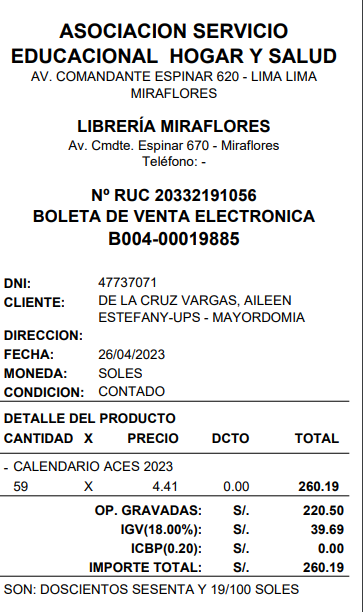 ASOCIACION SERVICIO
EDUCACIONAL HOGAR Y SALUD
AV. COMANDANTE ESPINAR 620 - LIMA LIMA
MIRAFLORES
LIBRERÍA MIRAFLORES
Av. Cmdte. Espinar 670 - Miraflores
Teléfono: -
Nº RUC 20332191056
BOLETA DE VENTA ELECTRONICA
B004-00019885
DNI: 47737071
CLIENTE: DE LA CRUZ VARGAS, AILEEN
ESTEFANY-UPS - MAYORDOMIA
DIRECCION:
FECHA: 26/04/2023
MONEDA: SOLES
CONDICION: CONTADO
DETALLE DEL PRODUCTO
CANTIDAD X PRECIO DCTO TOTAL
- CALENDARIO ACES 2023
59 X 4.41 0.00 260.19
OP. GRAVADAS: S/. 220.50
IGV(18.00%): S/. 39.69
ICBP(0.20): S/. 0.00
IMPORTE TOTAL: S/. 260.19
SON: DOSCIENTOS SESENTA Y 19/100 SOLES